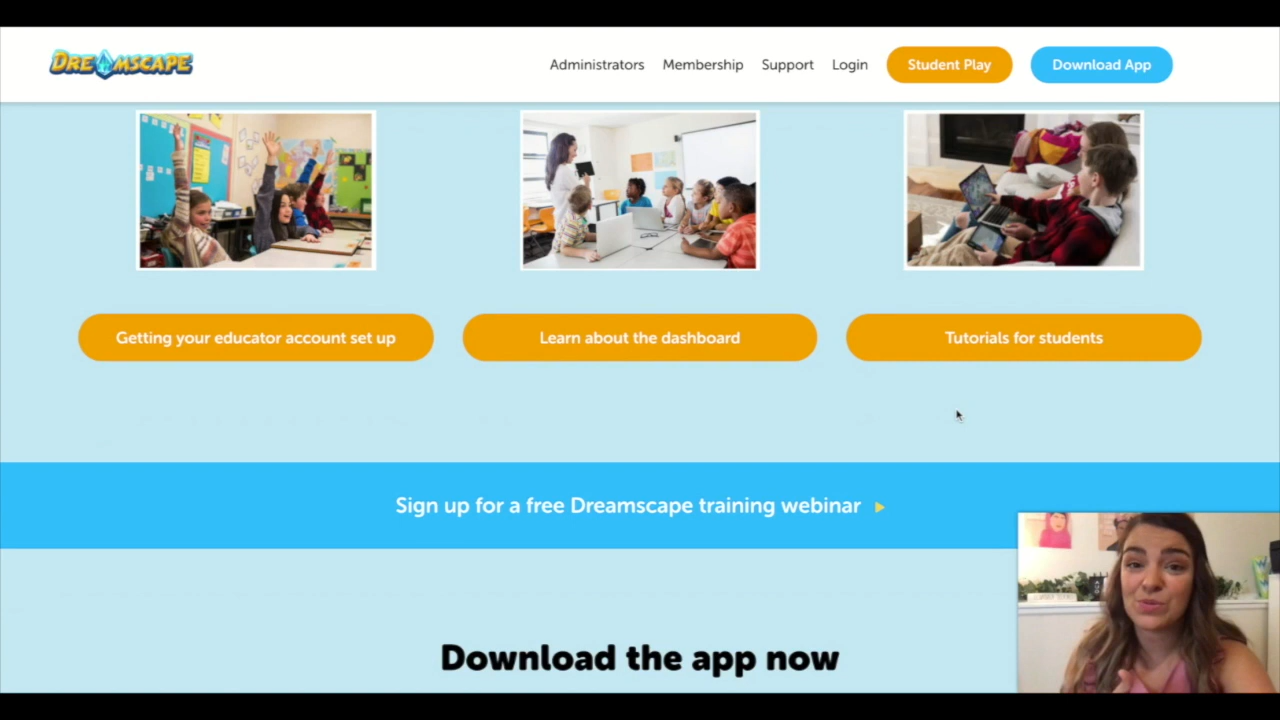 DREAMSCAPE
Administrators
Membership
Support
Login
Student Play
Download App
Getting your educator account set up
Learn about the dashboard
Tutorials for students
Sign up for a free Dreamscape training webinar
Download the app now